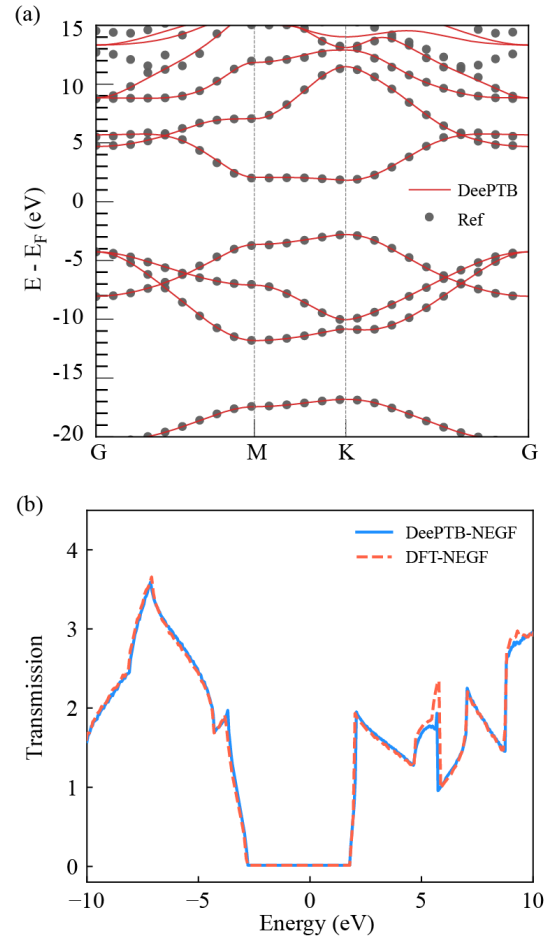 (a)
15
10
5
0
-5
-10
-15
-20
E - E_F (eV)
DeePTB
Ref
G M K G
(b)
4
3
2
1
0
Transmission
DeePTB-NEGF
DFT-NEGF
−10 −5 0 5 10
Energy (eV)